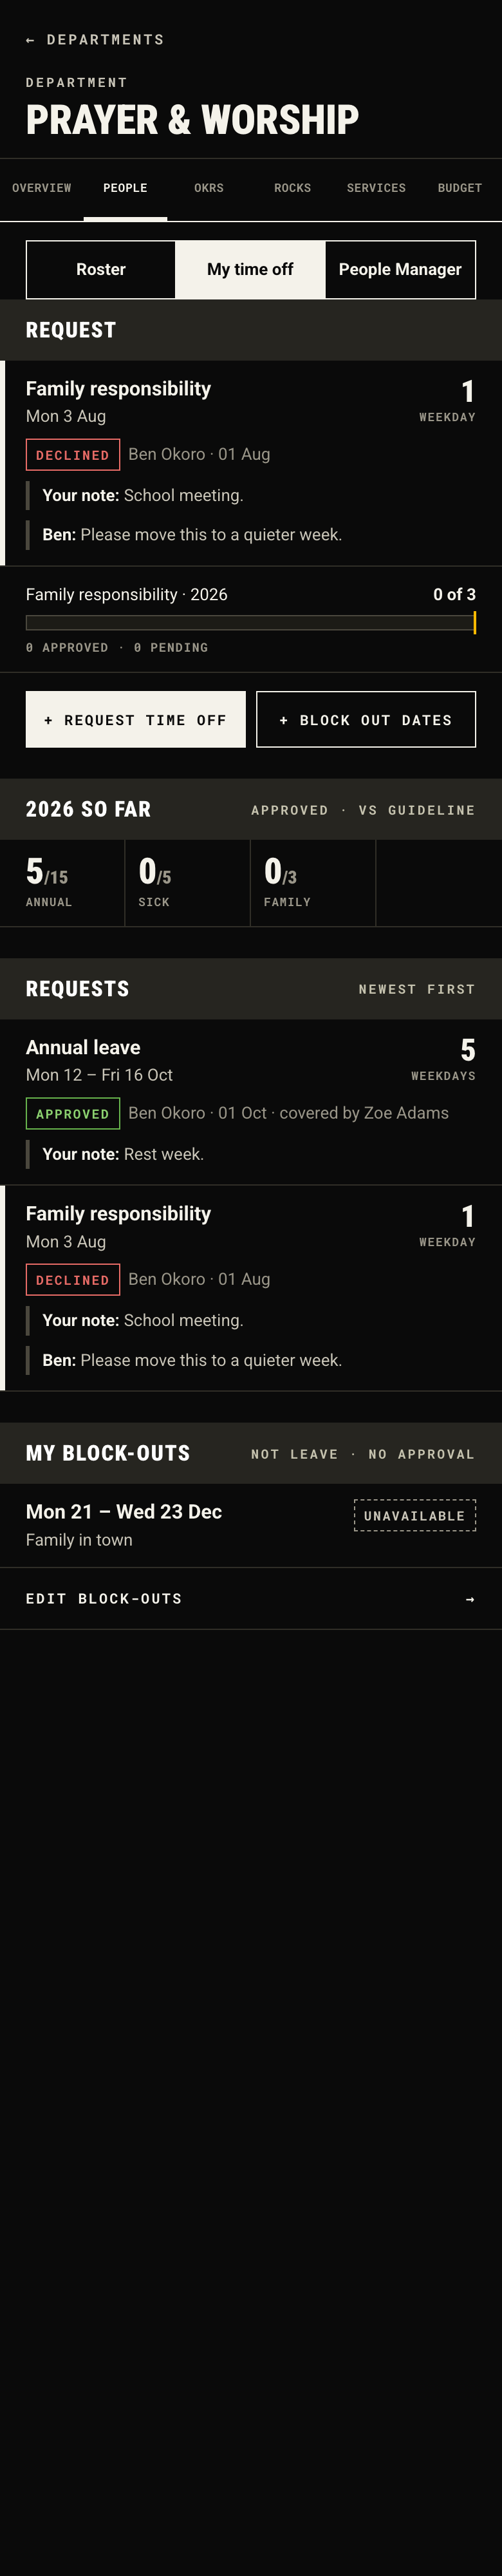 ← DEPARTMENTS
DEPARTMENT
PRAYER & WORSHIP
OVERVIEW PEOPLE OKRS ROCKS SERVICES BUDGET
Roster My time off People Manager
REQUEST
Family responsibility 1
Mon 3 Aug WEEKDAY
DECLINED Ben Okoro · 01 Aug
Your note: School meeting.
Ben: Please move this to a quieter week.
Family responsibility · 2026 0 of 3
0 APPROVED · 0 PENDING
+ REQUEST TIME OFF + BLOCK OUT DATES
2026 SO FAR APPROVED · VS GUIDELINE
5/15 0/5 0/3
ANNUAL SICK FAMILY
REQUESTS NEWEST FIRST
Annual leave 5
Mon 12 – Fri 16 Oct WEEKDAYS
APPROVED Ben Okoro · 01 Oct · covered by Zoe Adams
Your note: Rest week.
Family responsibility 1
Mon 3 Aug WEEKDAY
DECLINED Ben Okoro · 01 Aug
Your note: School meeting.
Ben: Please move this to a quieter week.
MY BLOCK-OUTS NOT LEAVE · NO APPROVAL
Mon 21 – Wed 23 Dec UNAVAILABLE
Family in town
EDIT BLOCK-OUTS →